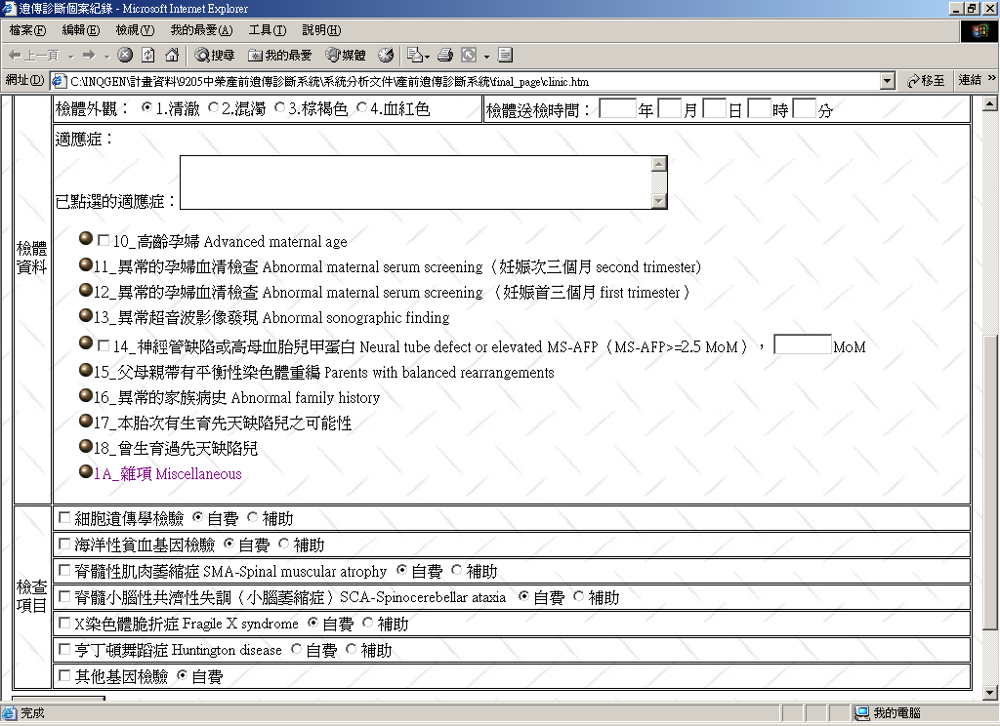 遺傳診斷個案紀錄 - Microsoft Internet Explorer
檔案(F) 編輯(E) 檢視(V) 我的最愛(A) 工具(T) 說明(H)
上一頁 搜尋 我的最愛 媒體
網址(D) C:\INQGEN\計畫資料\9205中榮產前遺傳診斷系統\系統分析文件\產前遺傳診斷系統\final_page\clinic.htm 移至 連結 »
檢體外觀： 1.清澈 2.混濁 3.棕褐色 4.血紅色 檢體送檢時間： 年 月 日 時 分
檢體資料
適應症：
已點選的適應症：
10_高齡孕婦 Advanced maternal age
11_異常的孕婦血清檢查 Abnormal maternal serum screening（妊娠次三個月 second trimester)
12_異常的孕婦血清檢查 Abnormal maternal serum screening （妊娠首三個月 first trimester）
13_異常超音波影像發現 Abnormal sonographic finding
14_神經管缺陷或高母血胎兒甲蛋白 Neural tube defect or elevated MS-AFP（MS-AFP>=2.5 MoM）， MoM
15_父母親帶有平衡性染色體重編 Parents with balanced rearrangements
16_異常的家族病史 Abnormal family history
17_本胎次有生育先天缺陷兒之可能性
18_曾生育過先天缺陷兒
1A_雜項 Miscellaneous
檢查項目
細胞遺傳學檢驗 自費 補助
海洋性貧血基因檢驗 自費 補助
脊髓性肌肉萎縮症 SMA-Spinal muscular atrophy 自費 補助
脊髓小腦性共濟性失調（小腦萎縮症）SCA-Spinocerebellar ataxia 自費 補助
X染色體脆折症 Fragile X syndrome 自費 補助
亨丁頓舞蹈症 Huntington disease 自費 補助
其他基因檢驗 自費
完成 我的電腦